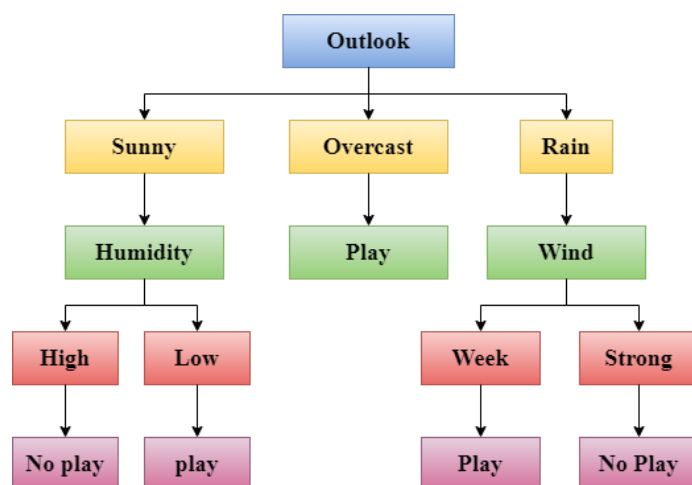 Outlook
Sunny
Overcast
Rain
Humidity
Play
Wind
High
Low
Week
Strong
No play
play
Play
No Play